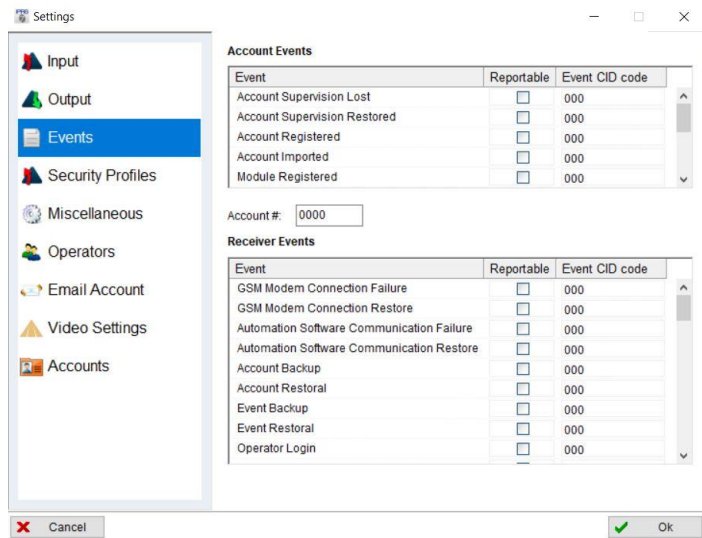 Settings
Input
Output
Events
Security Profiles
Miscellaneous
Operators
Email Account
Video Settings
Accounts
Account Events
Event Reportable Event CID code
Account Supervision Lost 000
Account Supervision Restored 000
Account Registered 000
Account Imported 000
Module Registered 000
Account #: 0000
Receiver Events
Event Reportable Event CID code
GSM Modem Connection Failure 000
GSM Modem Connection Restore 000
Automation Software Communication Failure 000
Automation Software Communication Restore 000
Account Backup 000
Account Restoral 000
Event Backup 000
Event Restoral 000
Operator Login 000
Cancel Ok